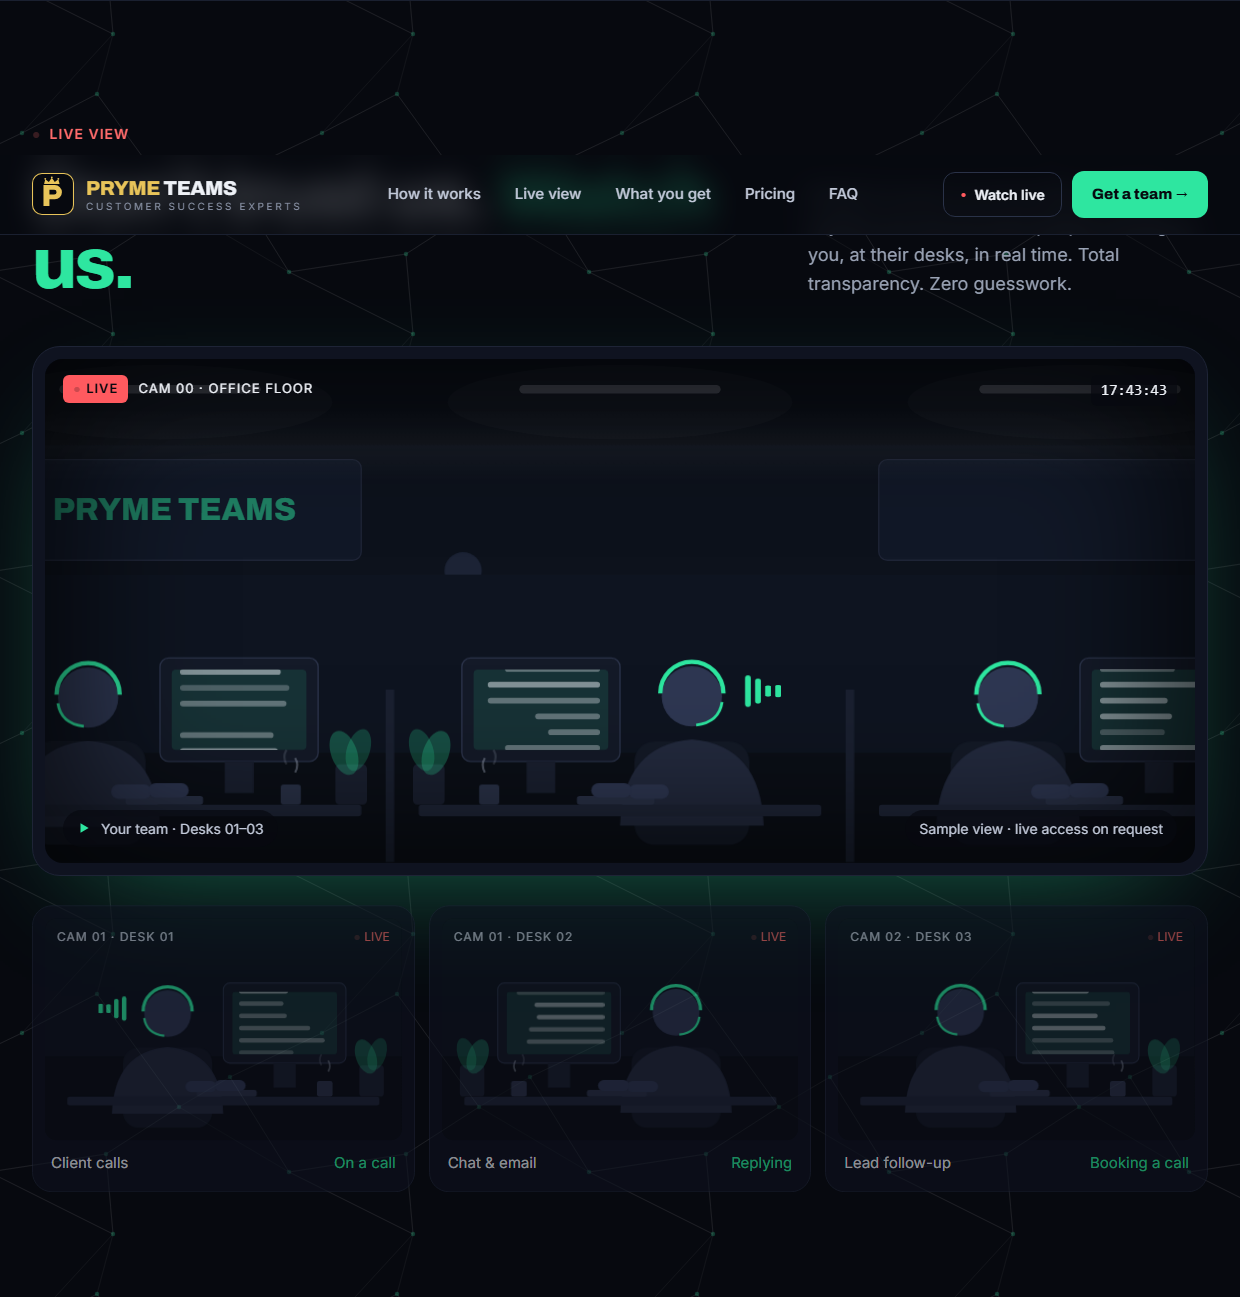 LIVE VIEW
P PRYME TEAMS
CUSTOMER SUCCESS EXPERTS
How it works
Live view
What you get
Pricing
FAQ
Watch live
Get a team →
us.
you, at their desks, in real time. Total
transparency. Zero guesswork.
LIVE
CAM 00 · OFFICE FLOOR
17:43:43
PRYME TEAMS
Your team · Desks 01–03
Sample view · live access on request
CAM 01 · DESK 01
LIVE
CAM 01 · DESK 02
LIVE
CAM 02 · DESK 03
LIVE
Client calls
On a call
Chat & email
Replying
Lead follow-up
Booking a call